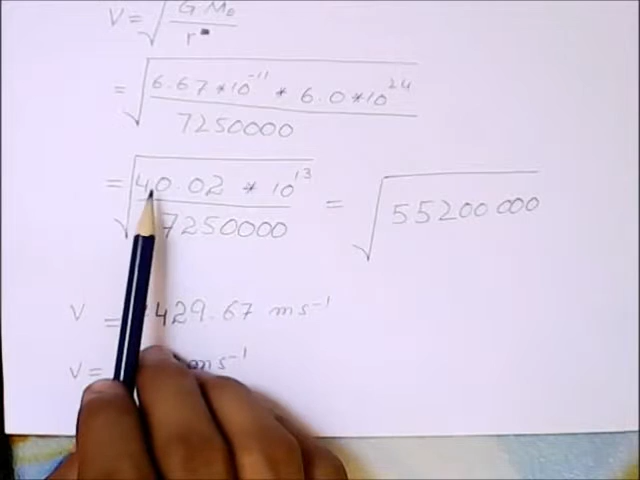 V = √(G Mₑ / r)
= √(6.67 * 10⁻¹¹ * 6.0 * 10²⁴ / 7250000)
= √(40.02 * 10¹³ / 7250000) = √55200000
V = 429.67 ms⁻¹
V = ms⁻¹